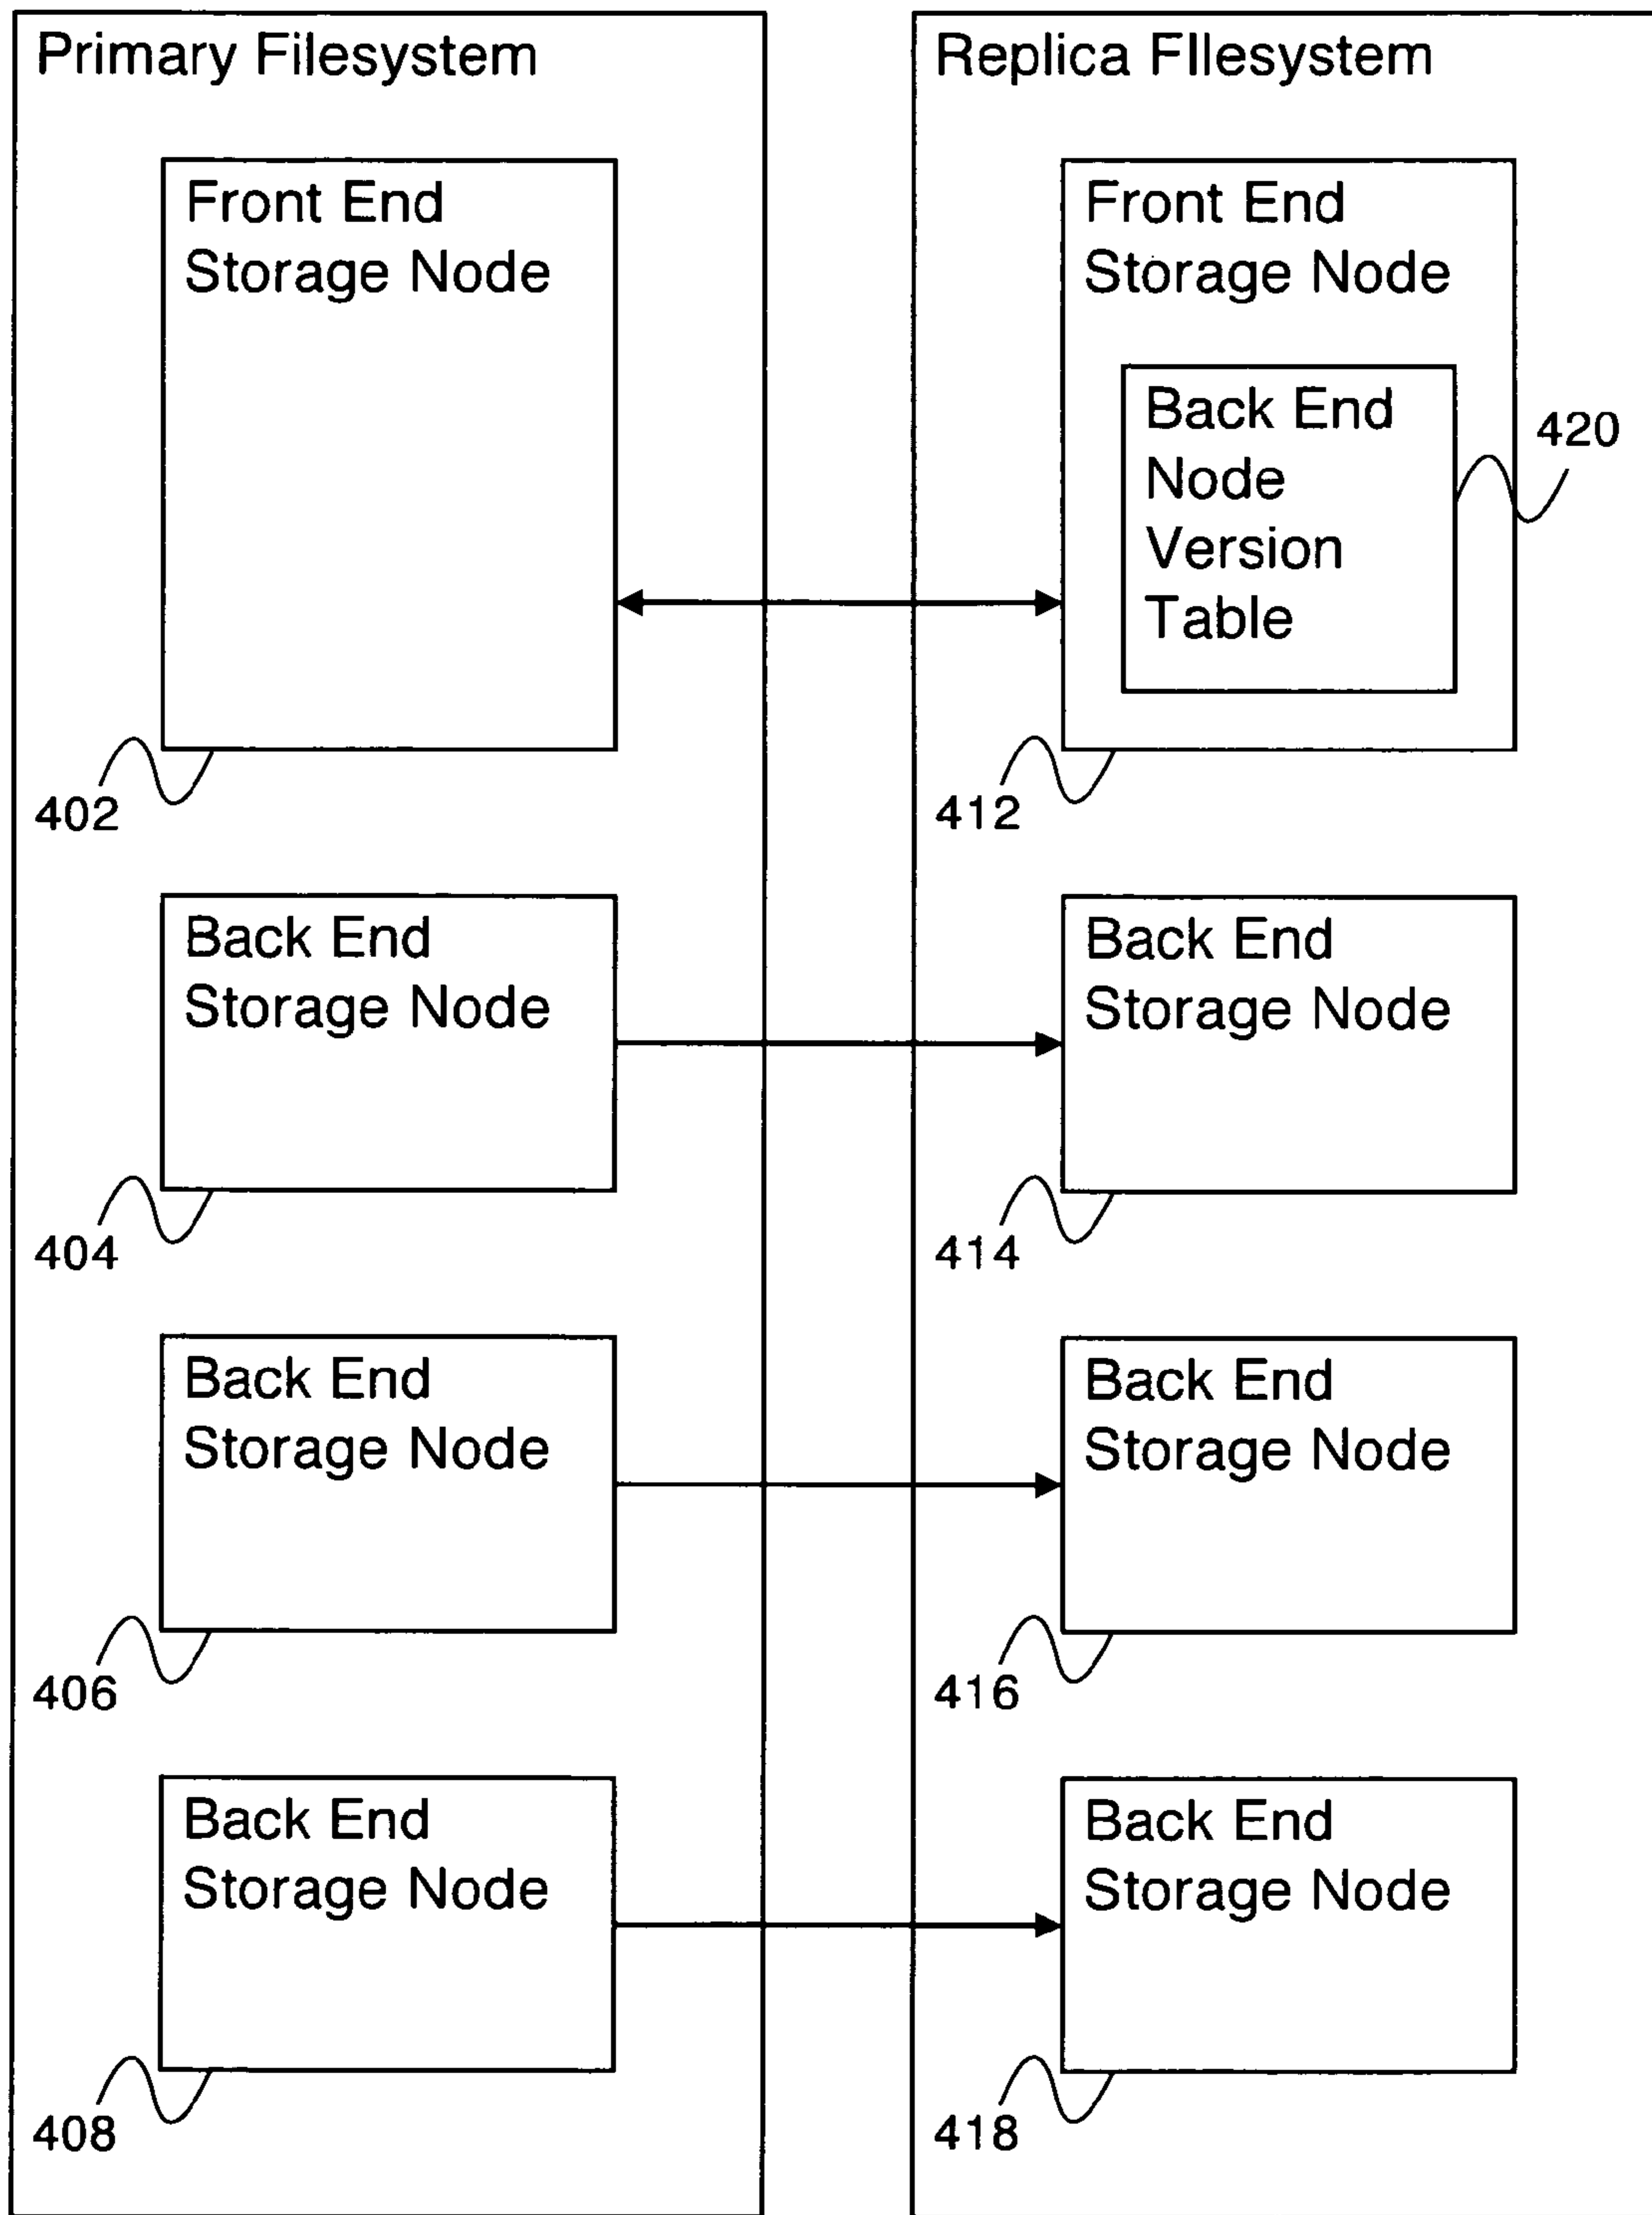 Primary Filesystem
Front End
Storage Node
402
Back End
Storage Node
404
Back End
Storage Node
406
Back End
Storage Node
408
Replica FIlesystem
Front End
Storage Node
Back End
Node
Version
Table
420
412
Back End
Storage Node
414
Back End
Storage Node
416
Back End
Storage Node
418